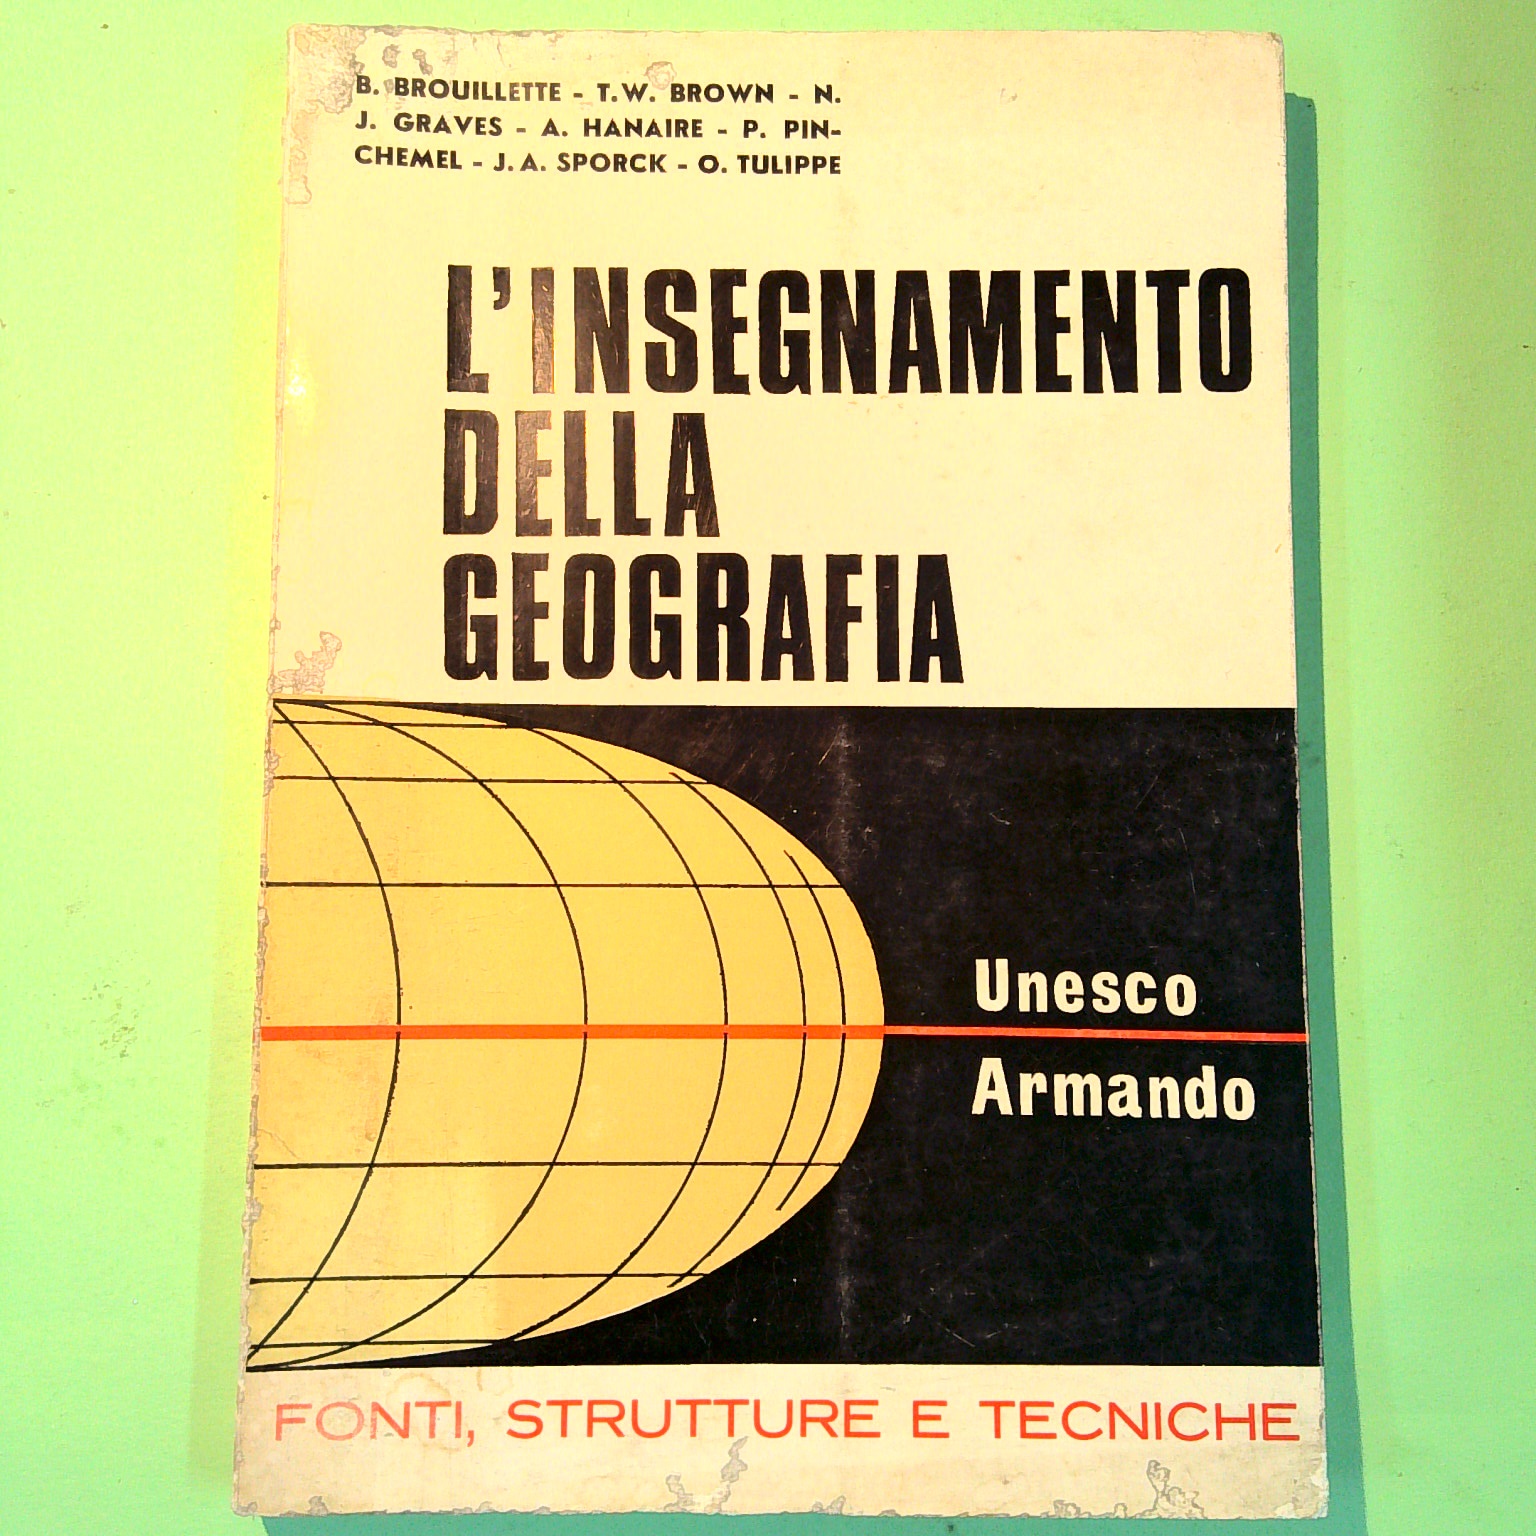 B. BROUILLETTE - T.W. BROWN - N.
J. GRAVES - A. HANAIRE - P. PIN-
CHEMEL - J. A. SPORCK - O. TULIPPE
L'INSEGNAMENTO
DELLA
GEOGRAFIA
Unesco
Armando
FONTI, STRUTTURE E TECNICHE